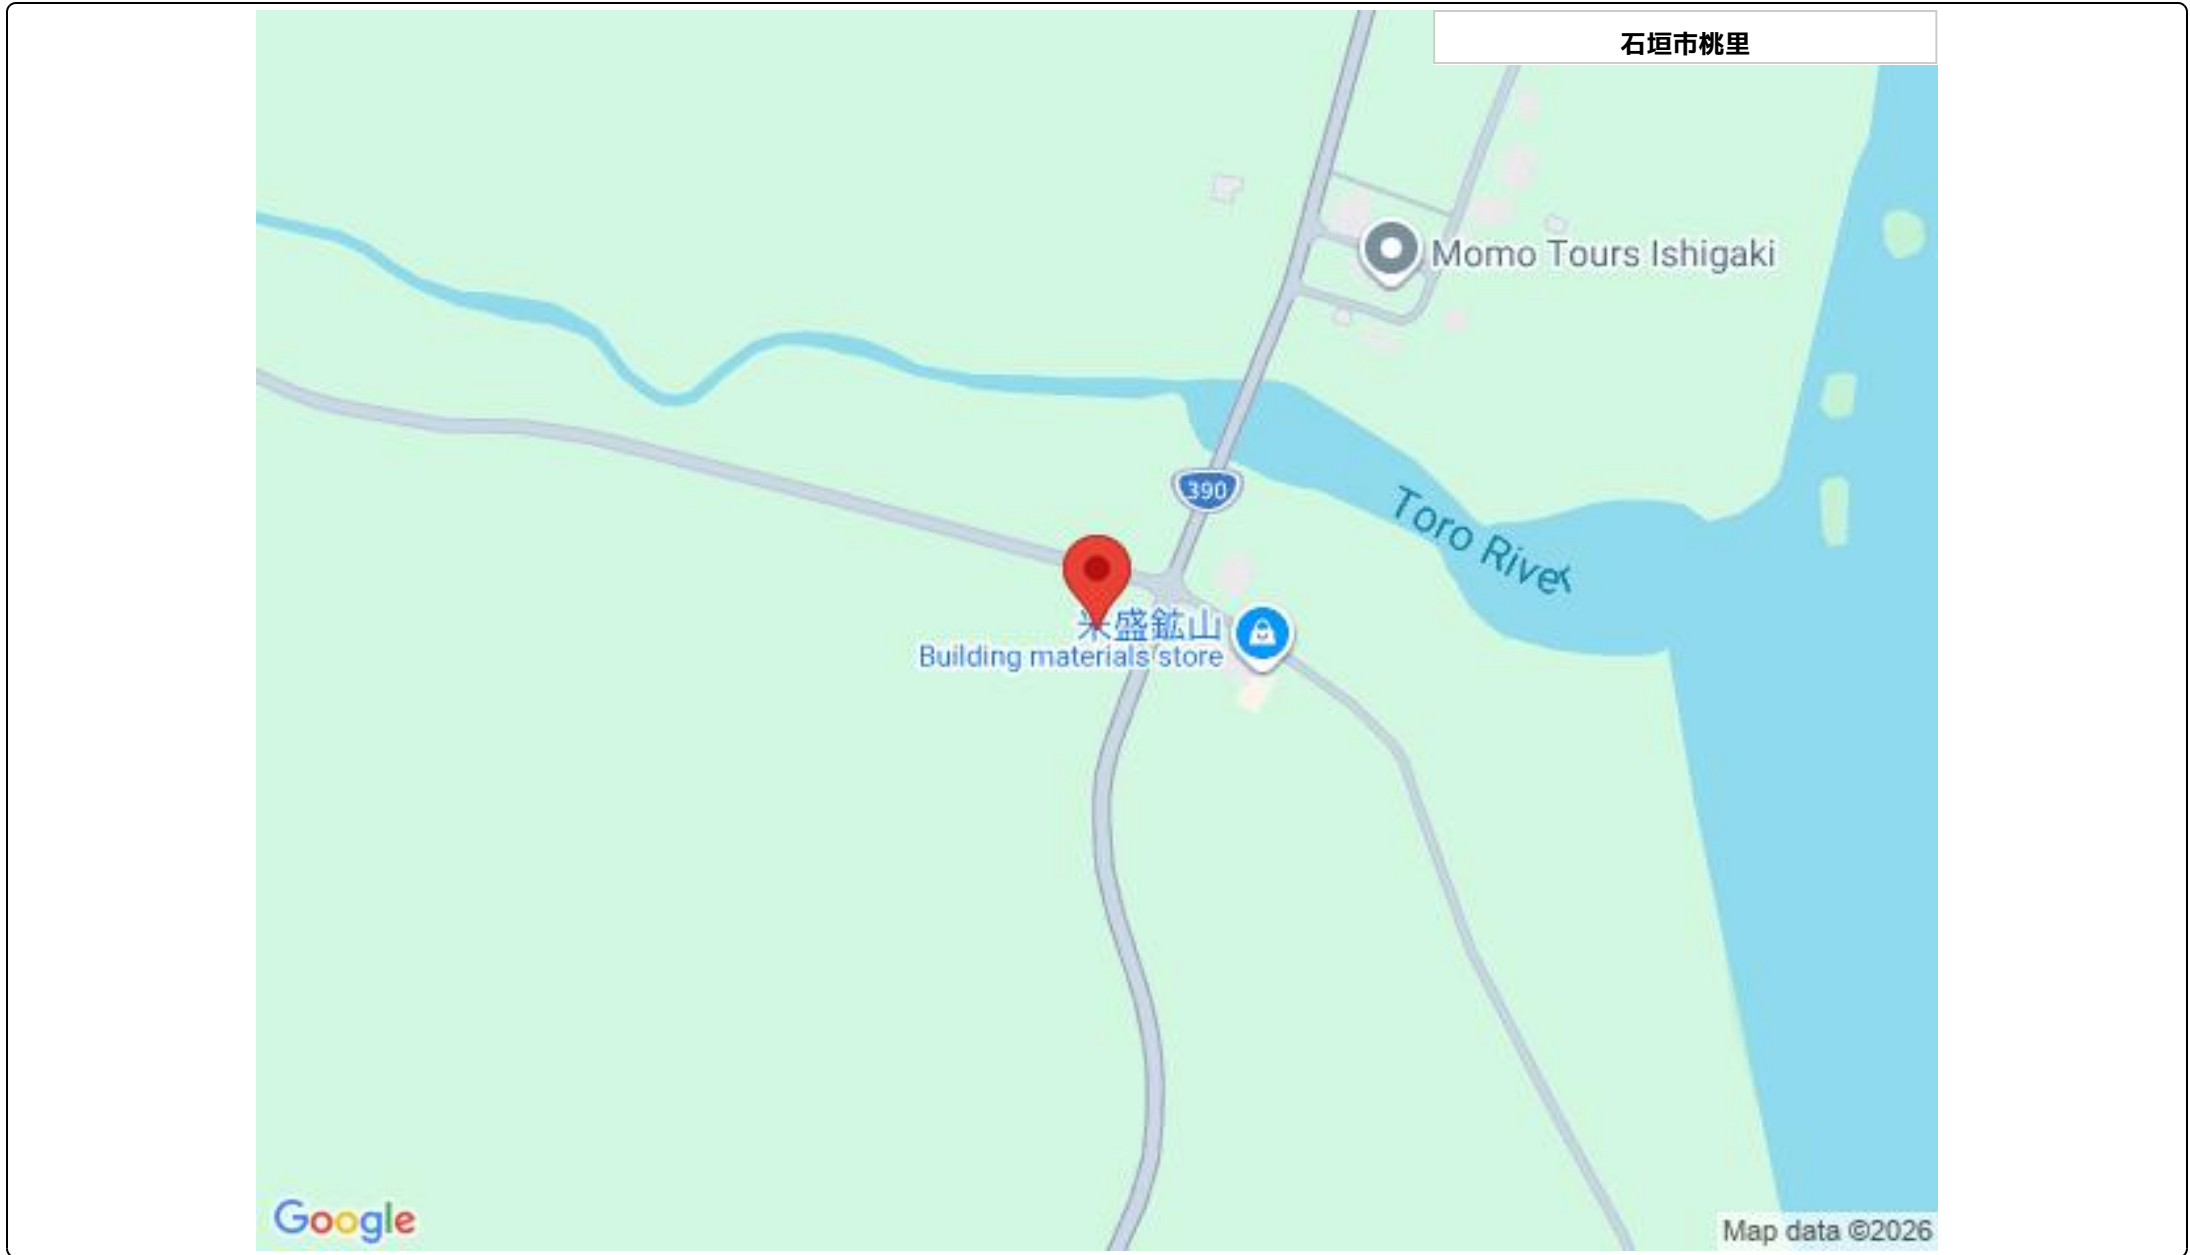 石垣市桃里
Momo Tours Ishigaki
390
Toro River
米盛鉱山
Building materials store
Google
Map data ©2026